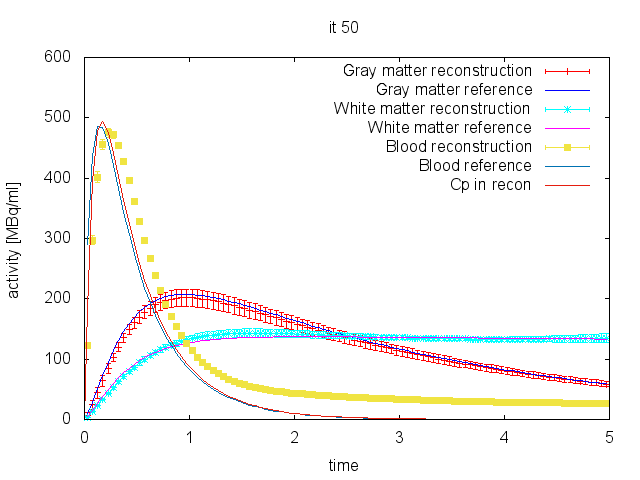 it 50
600
500
400
300
200
100
0
activity [MBq/ml]
Gray matter reconstruction
Gray matter reference
White matter reconstruction
White matter reference
Blood reconstruction
Blood reference
Cp in recon
0 1 2 3 4 5
time